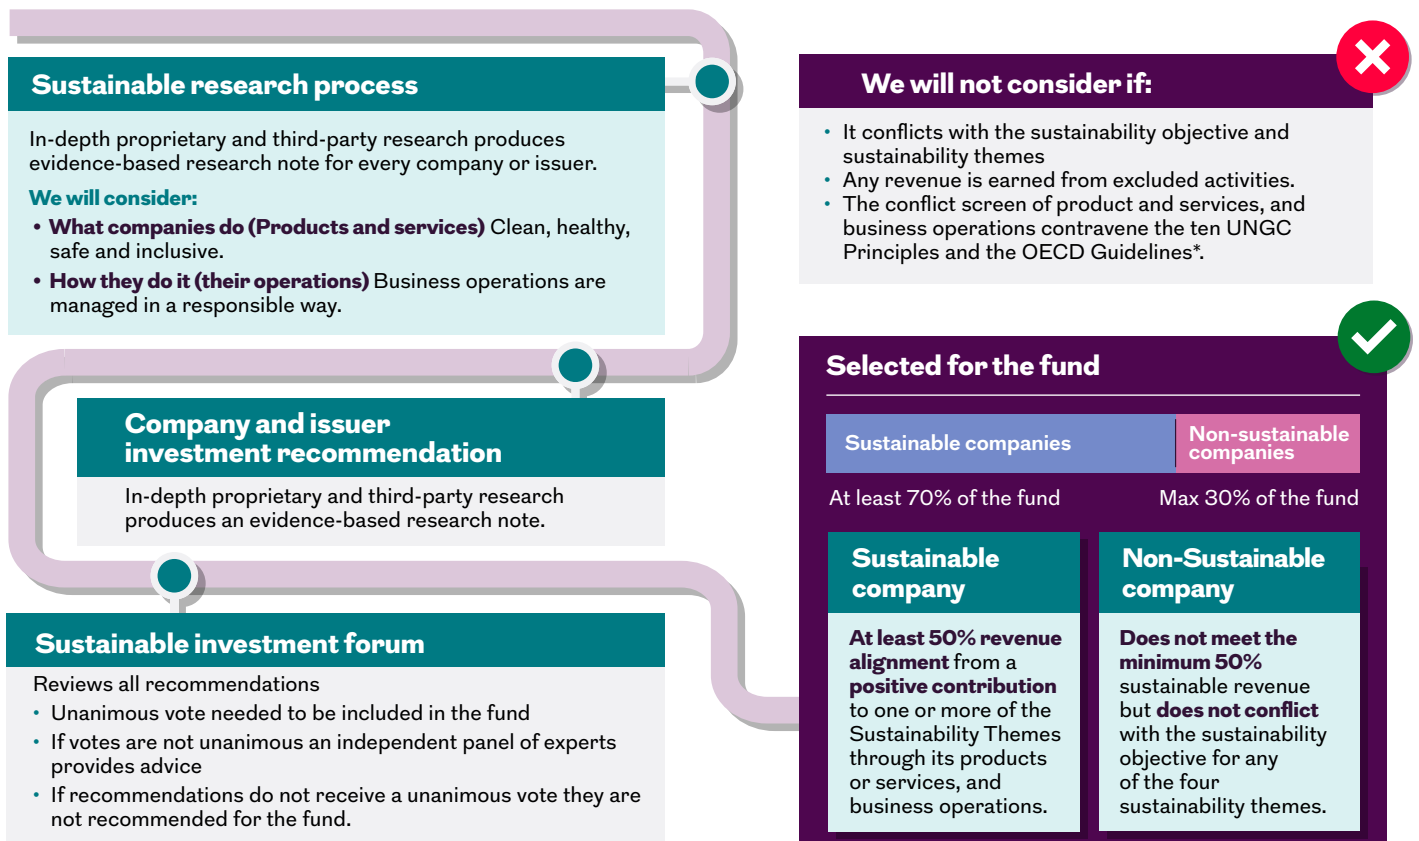 Sustainable research process
In-depth proprietary and third-party research produces
evidence-based research note for every company or issuer.
We will consider:
• What companies do (Products and services) Clean, healthy,
safe and inclusive.
• How they do it (their operations) Business operations are
managed in a responsible way.
Company and issuer
investment recommendation
In-depth proprietary and third-party research
produces an evidence-based research note.
Sustainable investment forum
Reviews all recommendations
• Unanimous vote needed to be included in the fund
• If votes are not unanimous an independent panel of experts
provides advice
• If recommendations do not receive a unanimous vote they are
not recommended for the fund.
We will not consider if:
• It conflicts with the sustainability objective and
sustainability themes
• Any revenue is earned from excluded activities.
• The conflict screen of product and services, and
business operations contravene the ten UNGC
Principles and the OECD Guidelines*.
Selected for the fund
Sustainable companies
Non-sustainable
companies
At least 70% of the fund
Max 30% of the fund
Sustainable
company
At least 50% revenue
alignment from a
positive contribution
to one or more of the
Sustainability Themes
through its products
or services, and
business operations.
Non-Sustainable
company
Does not meet the
minimum 50%
sustainable revenue
but does not conflict
with the sustainability
objective for any
of the four
sustainability themes.